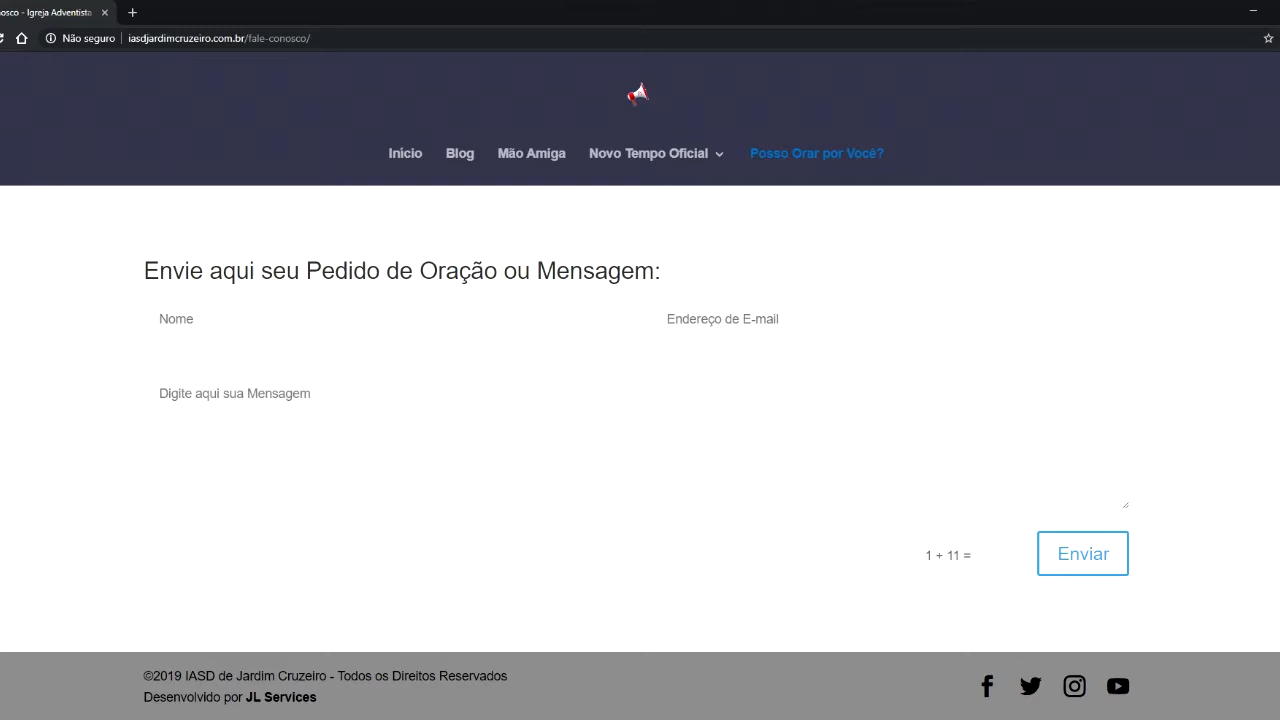 osco - Igreja Adventista
Não seguro | iasdjardimcruzeiro.com.br/fale-conosco/
Início Blog Mão Amiga Novo Tempo Oficial Posso Orar por Você?
Envie aqui seu Pedido de Oração ou Mensagem:
Nome Endereço de E-mail
Digite aqui sua Mensagem
1 + 11 = Enviar
©2019 IASD de Jardim Cruzeiro - Todos os Direitos Reservados
Desenvolvido por JL Services